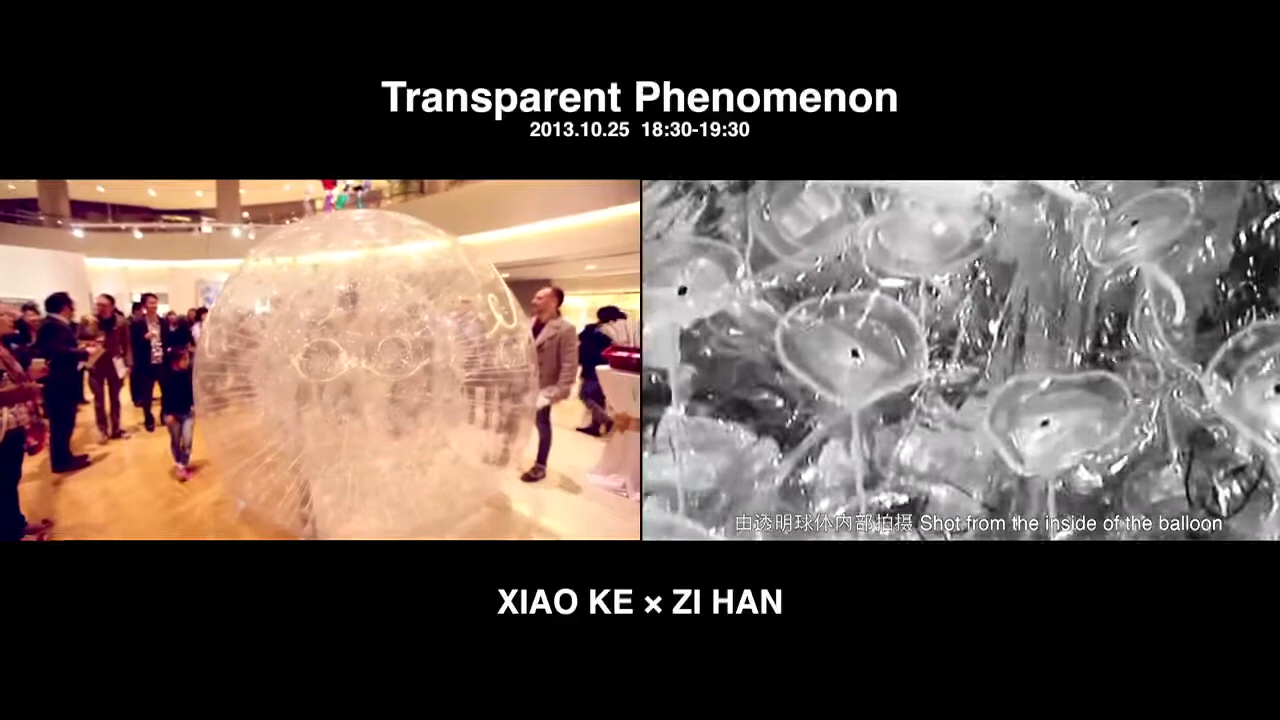 Transparent Phenomenon
2013.10.25 18:30-19:30
由透明球体内部拍摄 Shot from the inside of the balloon
XIAO KE × ZI HAN